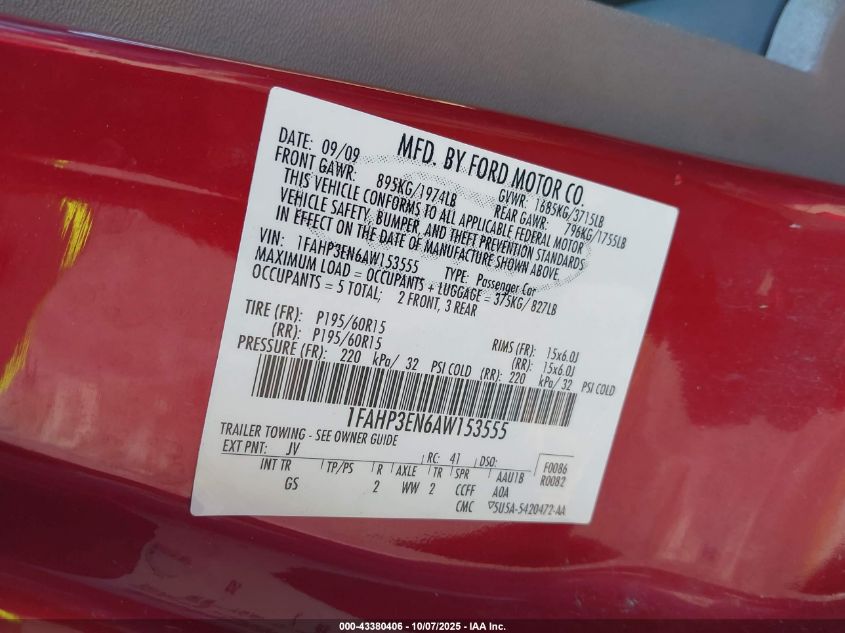 DATE: 09/09 MFD. BY FORD MOTOR CO.
FRONT GAWR: 895KG/1974LB GVWR: 1685KG/3715LB
REAR GAWR: 796KG/1755LB
THIS VEHICLE CONFORMS TO ALL APPLICABLE FEDERAL MOTOR
VEHICLE SAFETY, BUMPER, AND THEFT PREVENTION STANDARDS
IN EFFECT ON THE DATE OF MANUFACTURE SHOWN ABOVE.
VIN: 1FAHP3EN6AW153555 TYPE: Passenger Car
MAXIMUM LOAD = OCCUPANTS + LUGGAGE = 375KG/ 827LB
OCCUPANTS = 5 TOTAL; 2 FRONT, 3 REAR
TIRE (FR): P195/60R15 RIMS (FR): 15x6.0J
(RR): P195/60R15 (RR): 15x6.0J
PRESSURE (FR): 220 kPa/ 32 PSI COLD (RR): 220 kPa/ 32 PSI COLD
1FAHP3EN6AW153555
TRAILER TOWING - SEE OWNER GUIDE
EXT PNT: JV RC: 41 DSO: F0086
R0082
INT TR TP/PS R AXLE TR SPR AAU1B
GS 2 WW 2 CCFF AOA
CMC 5U5A-5420472-AA
000-43380406 - 10/07/2025 - IAA Inc.